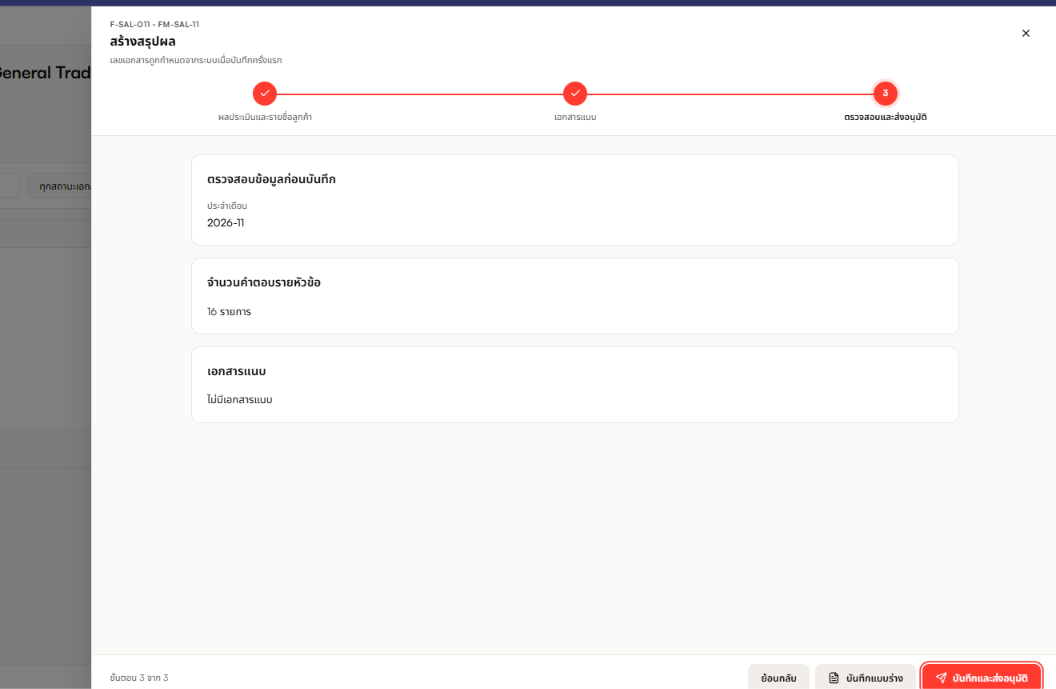 F-SAL-011 • FM-SAL-11
สร้างสรุปผล
เลขเอกสารถูกกำหนดจากระบบเมื่อบันทึกครั้งแรก
General Trad
3
ผลประเมินและรายชื่อลูกค้า
เอกสารแนบ
ตรวจสอบและส่งอนุมัติ
ตรวจสอบข้อมูลก่อนบันทึก
ทุกสถานะเอก
ประจำเดือน
2026-11
จำนวนคำตอบรายหัวข้อ
16 รายการ
เอกสารแนบ
ไม่มีเอกสารแนบ
ขั้นตอน 3 จาก 3
ย้อนกลับ
บันทึกแบบร่าง
บันทึกและส่งอนุมัติ